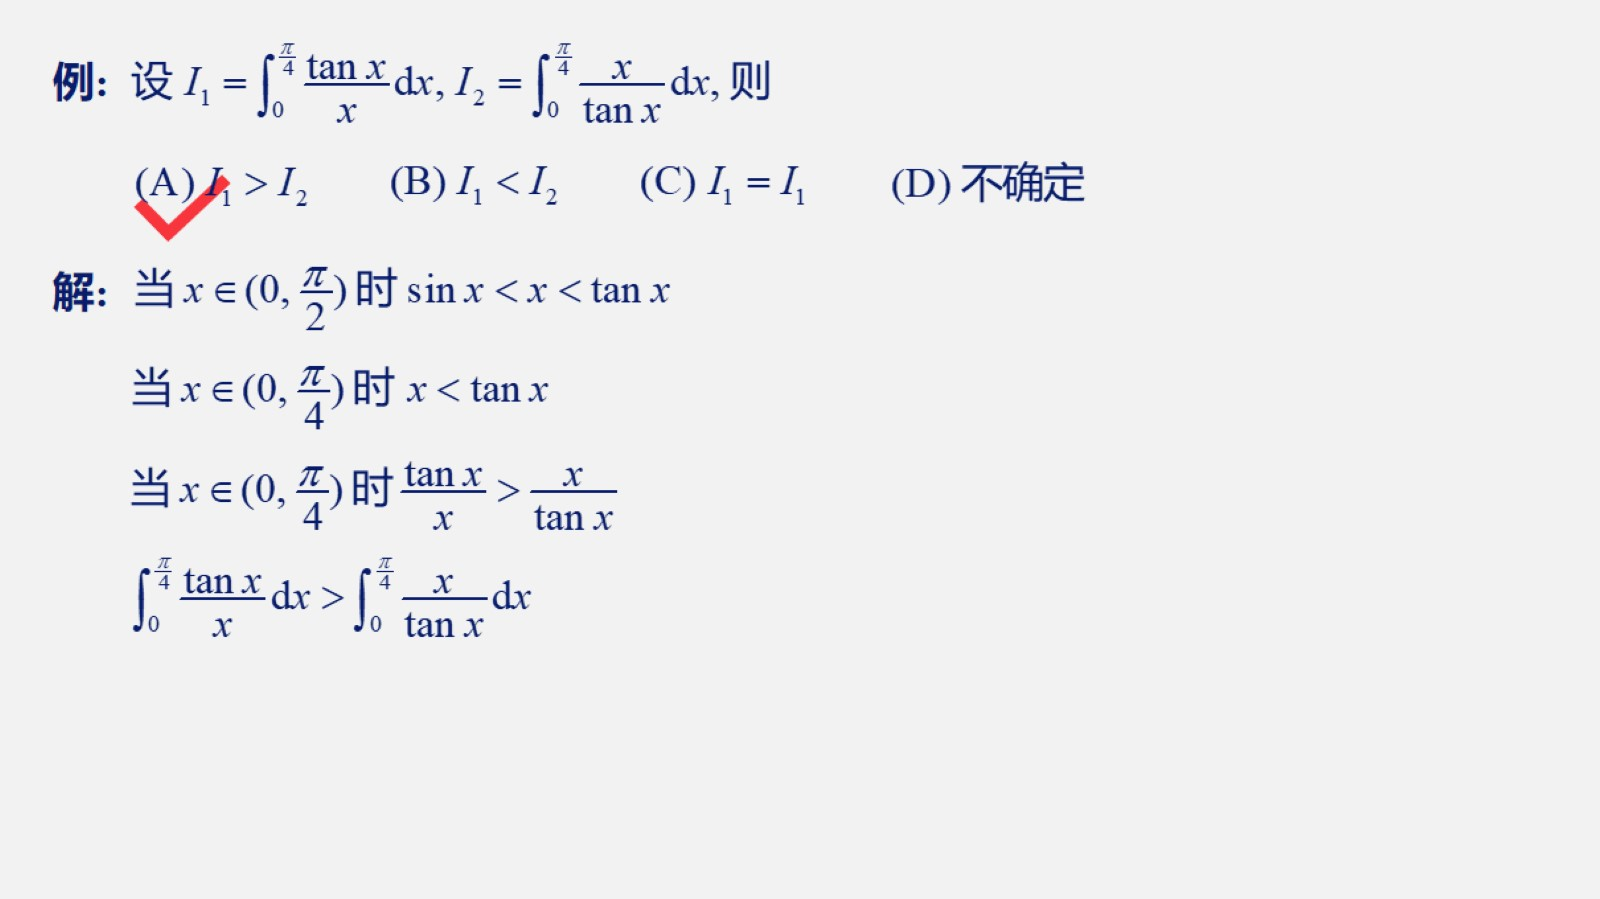 例: 设 I₁ = ∫₀^{π/4} (tan x / x) dx, I₂ = ∫₀^{π/4} (x / tan x) dx, 则
(A) I₁ > I₂ (B) I₁ < I₂ (C) I₁ = I₁ (D) 不确定
解: 当 x ∈ (0, π/2) 时 sin x < x < tan x
当 x ∈ (0, π/4) 时 x < tan x
当 x ∈ (0, π/4) 时 tan x / x > x / tan x
∫₀^{π/4} (tan x / x) dx > ∫₀^{π/4} (x / tan x) dx